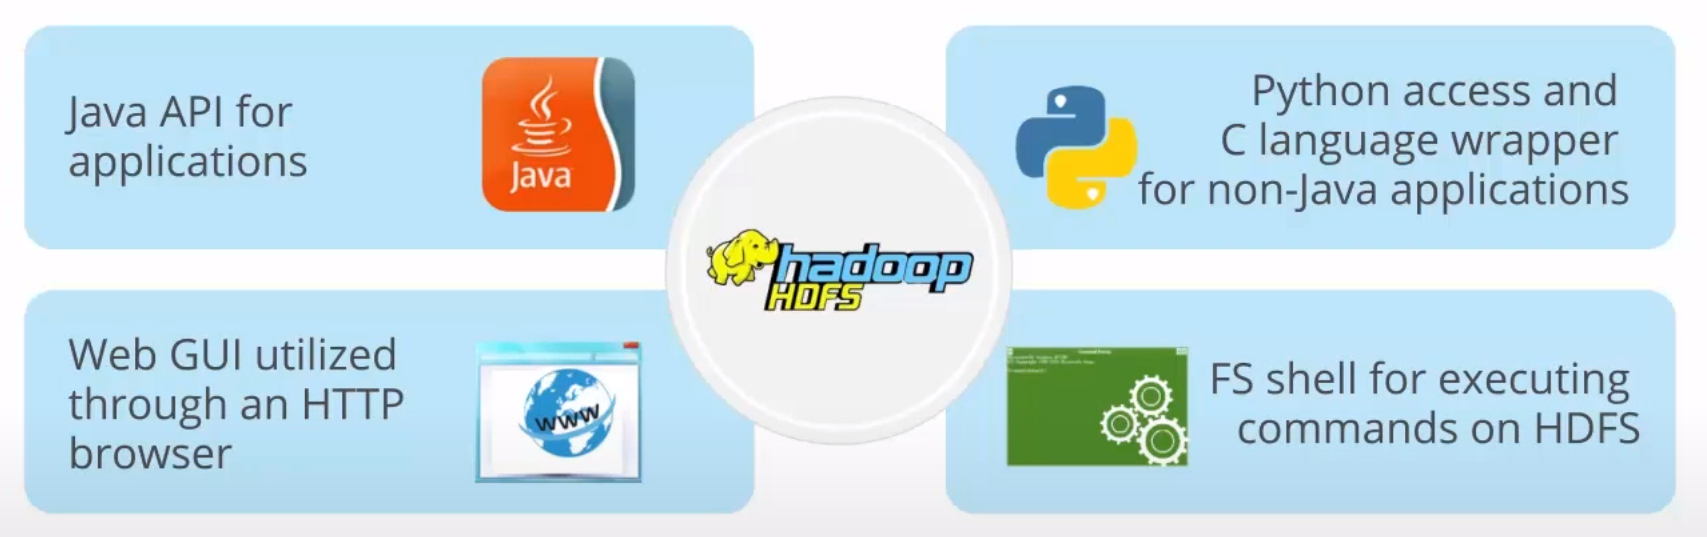 Java API for
applications
Java
Python access and
C language wrapper
for non-Java applications
hadoop
HDFS
Web GUI utilized
through an HTTP
browser
WWW
FS shell for executing
commands on HDFS